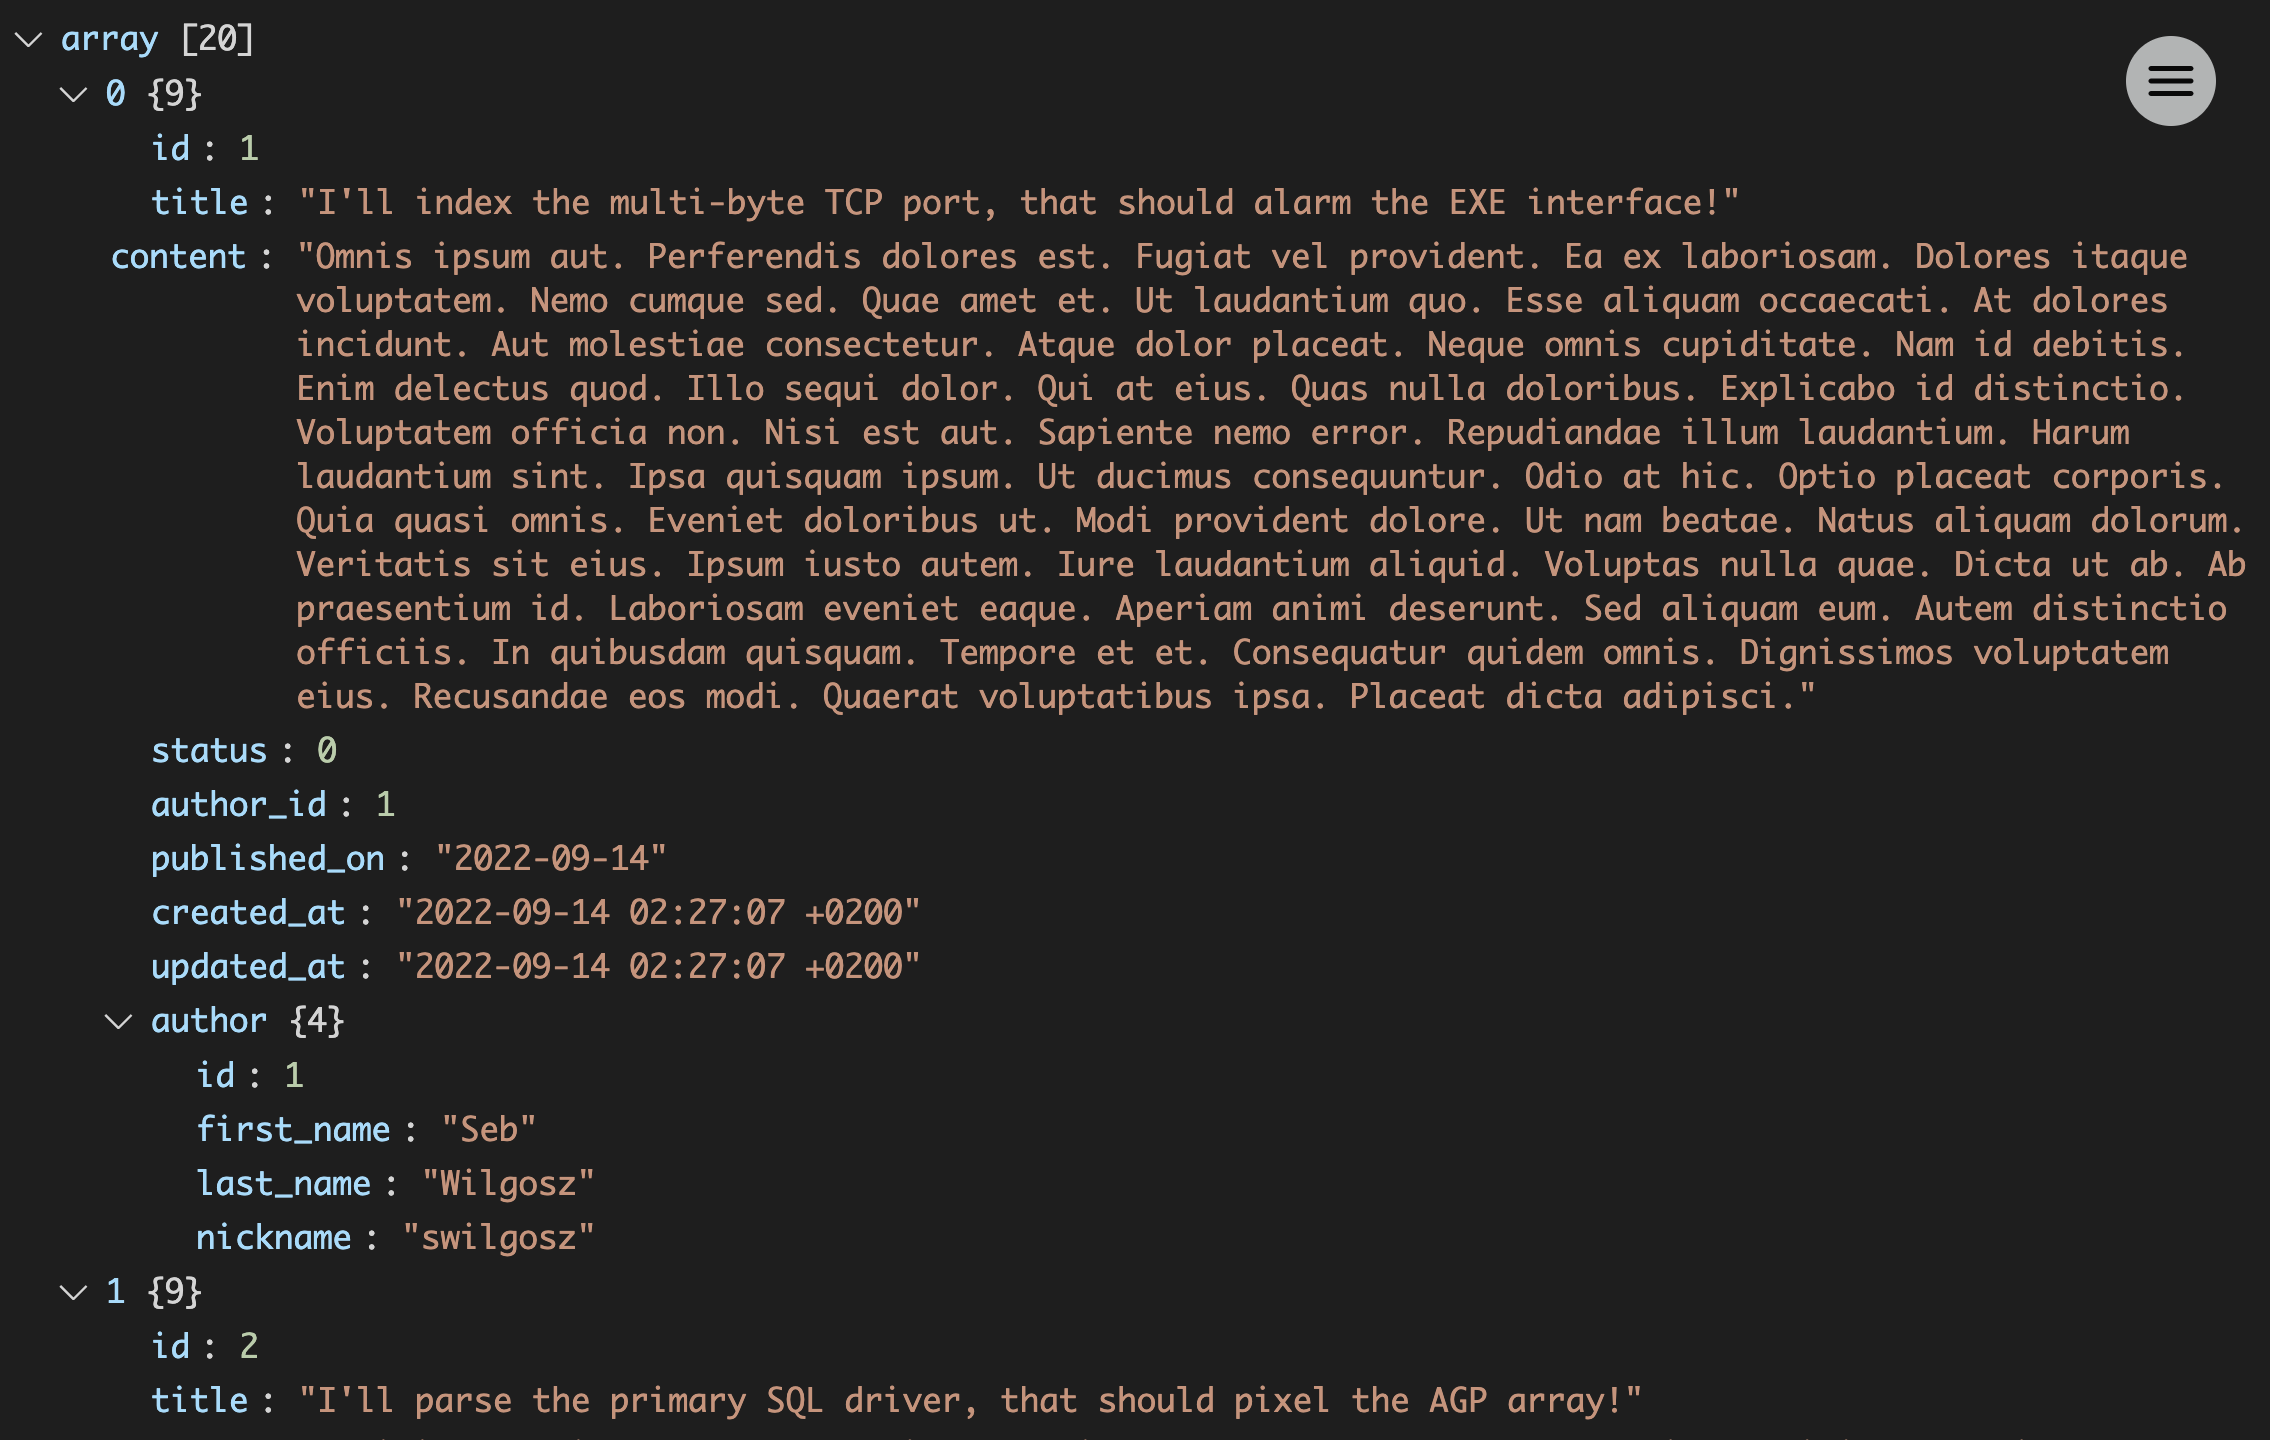 array [20]
0 {9}
id : 1
title : "I'll index the multi-byte TCP port, that should alarm the EXE interface!"
content : "Omnis ipsum aut. Perferendis dolores est. Fugiat vel provident. Ea ex laboriosam. Dolores itaque
voluptatem. Nemo cumque sed. Quae amet et. Ut laudantium quo. Esse aliquam occaecati. At dolores
incidunt. Aut molestiae consectetur. Atque dolor placeat. Neque omnis cupiditate. Nam id debitis.
Enim delectus quod. Illo sequi dolor. Qui at eius. Quas nulla doloribus. Explicabo id distinctio.
Voluptatem officia non. Nisi est aut. Sapiente nemo error. Repudiandae illum laudantium. Harum
laudantium sint. Ipsa quisquam ipsum. Ut ducimus consequuntur. Odio at hic. Optio placeat corporis.
Quia quasi omnis. Eveniet doloribus ut. Modi provident dolore. Ut nam beatae. Natus aliquam dolorum.
Veritatis sit eius. Ipsum iusto autem. Iure laudantium aliquid. Voluptas nulla quae. Dicta ut ab. Ab
praesentium id. Laboriosam eveniet eaque. Aperiam animi deserunt. Sed aliquam eum. Autem distinctio
officiis. In quibusdam quisquam. Tempore et et. Consequatur quidem omnis. Dignissimos voluptatem
eius. Recusandae eos modi. Quaerat voluptatibus ipsa. Placeat dicta adipisci."
status : 0
author_id : 1
published_on : "2022-09-14"
created_at : "2022-09-14 02:27:07 +0200"
updated_at : "2022-09-14 02:27:07 +0200"
author {4}
id : 1
first_name : "Seb"
last_name : "Wilgosz"
nickname : "swilgosz"
1 {9}
id : 2
title : "I'll parse the primary SQL driver, that should pixel the AGP array!"